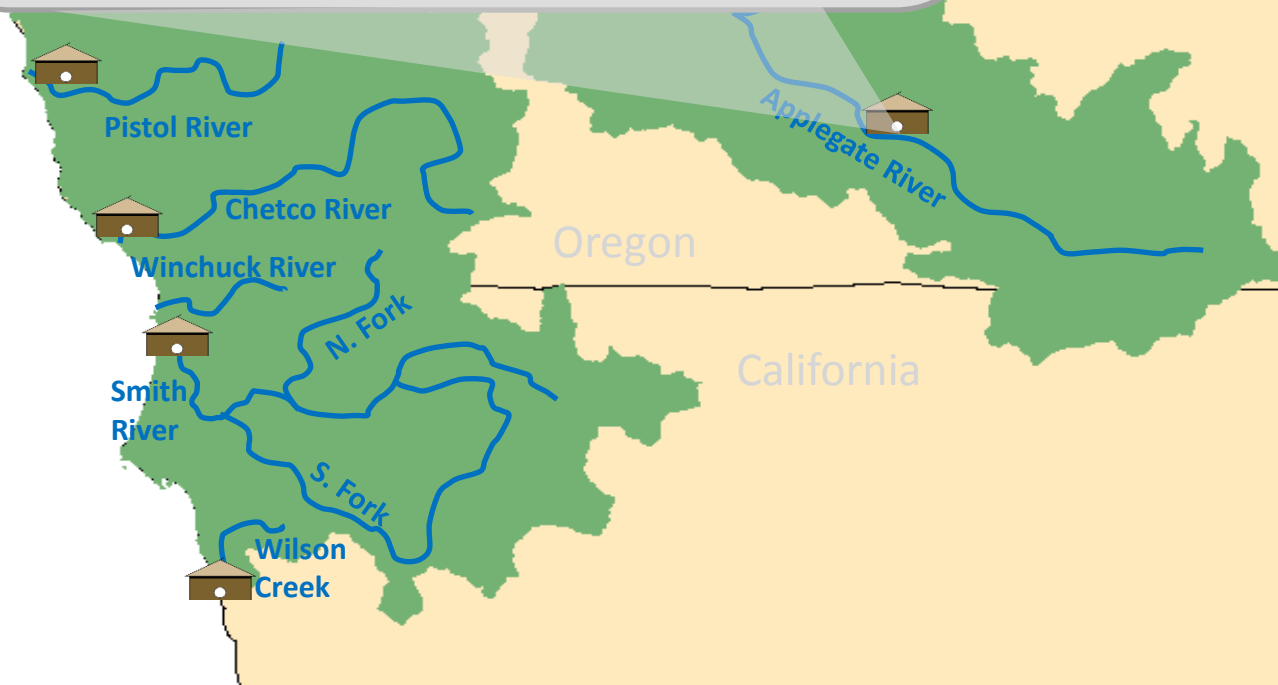 Pistol River
Applegate River
Chetco River
Oregon
Winchuck River
N. Fork
California
Smith
River
S. Fork
Wilson
Creek